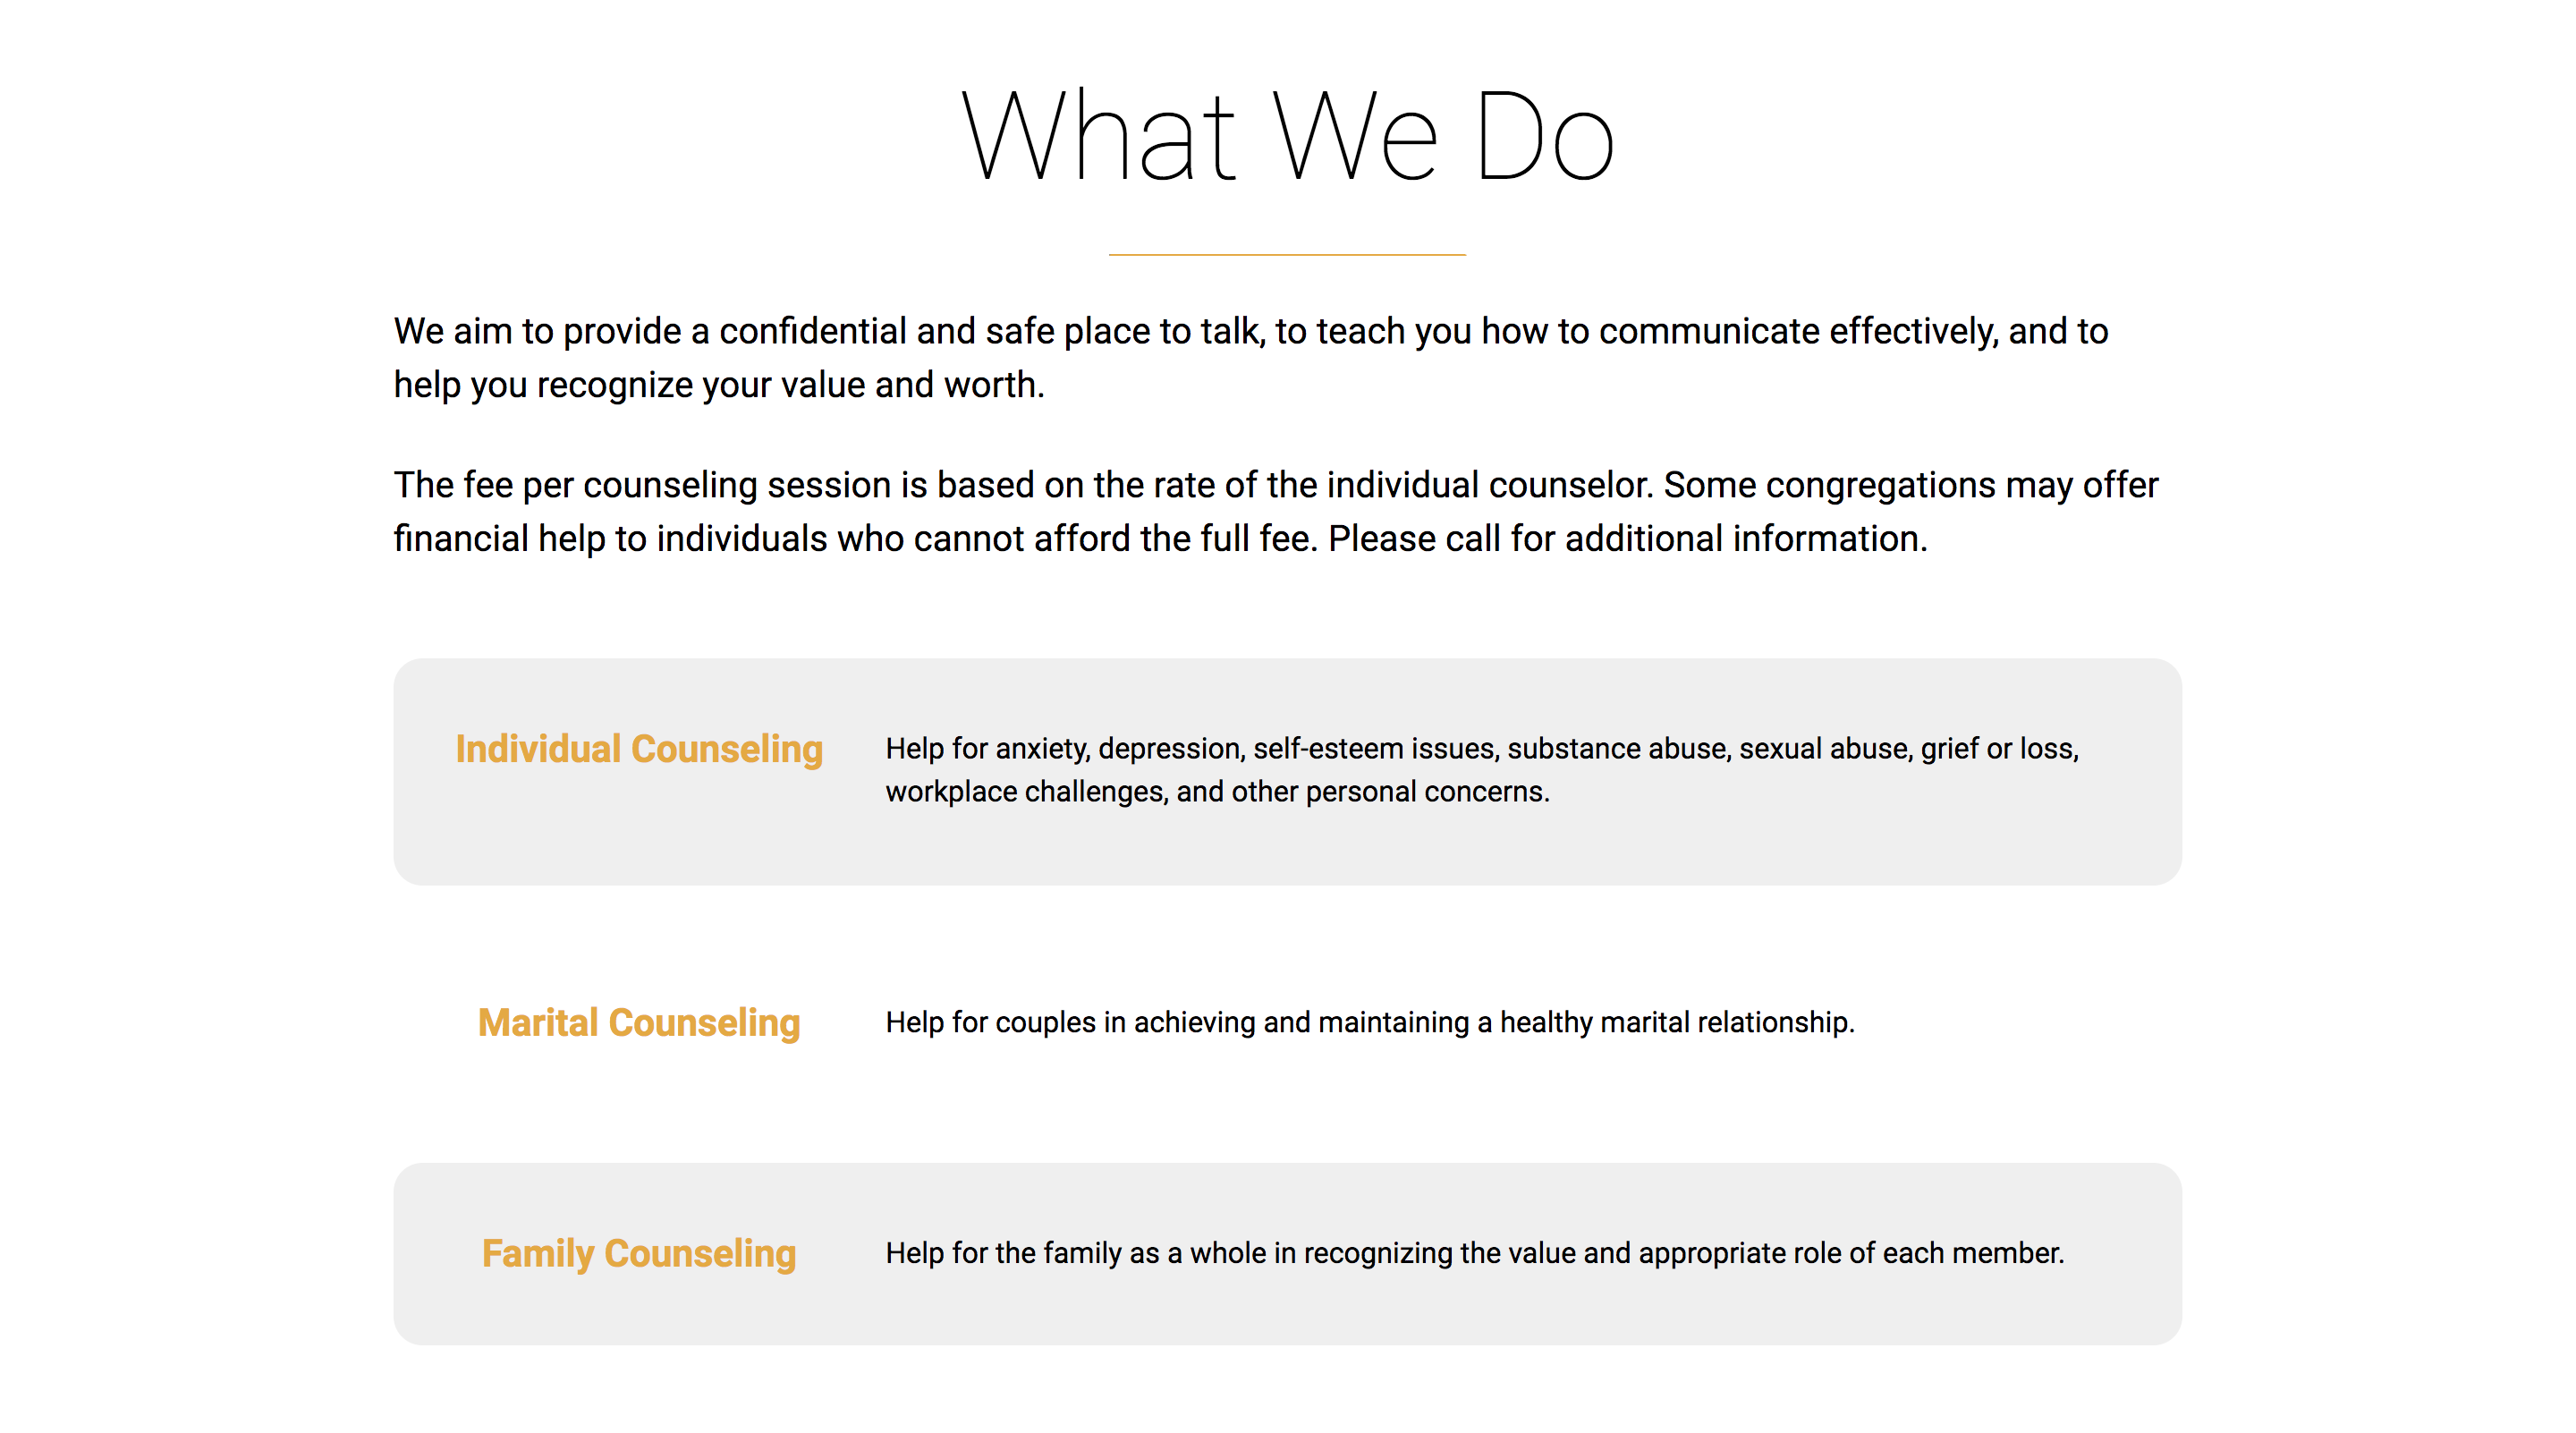 What We Do
We aim to provide a confidential and safe place to talk, to teach you how to communicate effectively, and to
help you recognize your value and worth.
The fee per counseling session is based on the rate of the individual counselor. Some congregations may offer
financial help to individuals who cannot afford the full fee. Please call for additional information.
Individual Counseling
Help for anxiety, depression, self-esteem issues, substance abuse, sexual abuse, grief or loss,
workplace challenges, and other personal concerns.
Marital Counseling
Help for couples in achieving and maintaining a healthy marital relationship.
Family Counseling
Help for the family as a whole in recognizing the value and appropriate role of each member.